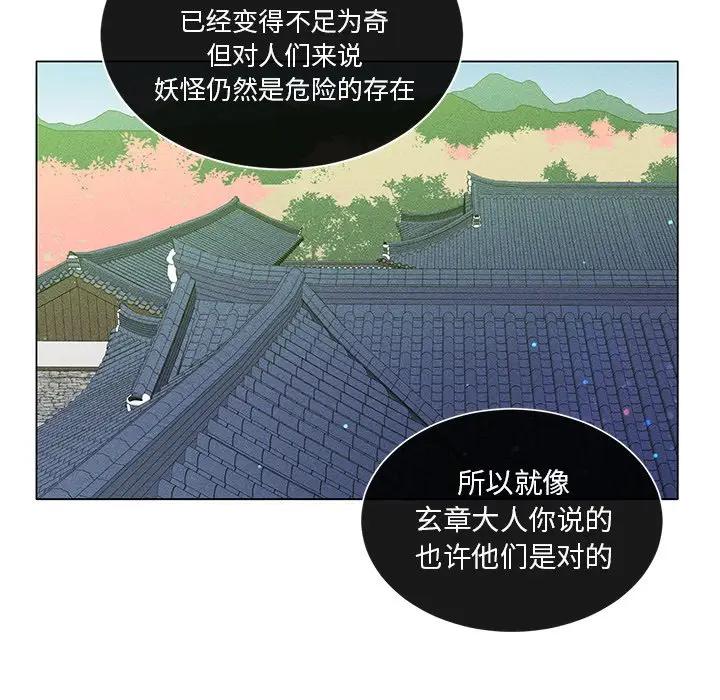 已经变得不足为奇
但对人们来说
妖怪仍然是危险的存在
所以就像
玄章大人你说的
也许他们是对的